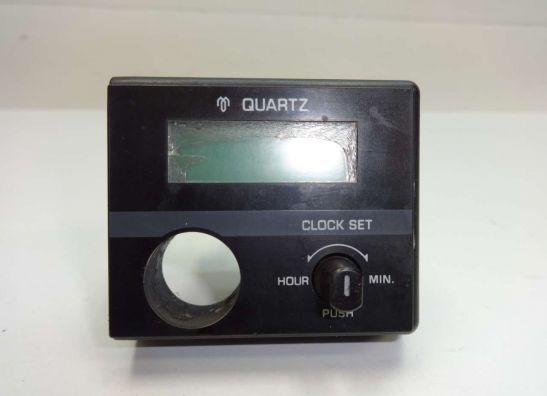 QUARTZ
CLOCK SET
HOUR MIN.
PUSH